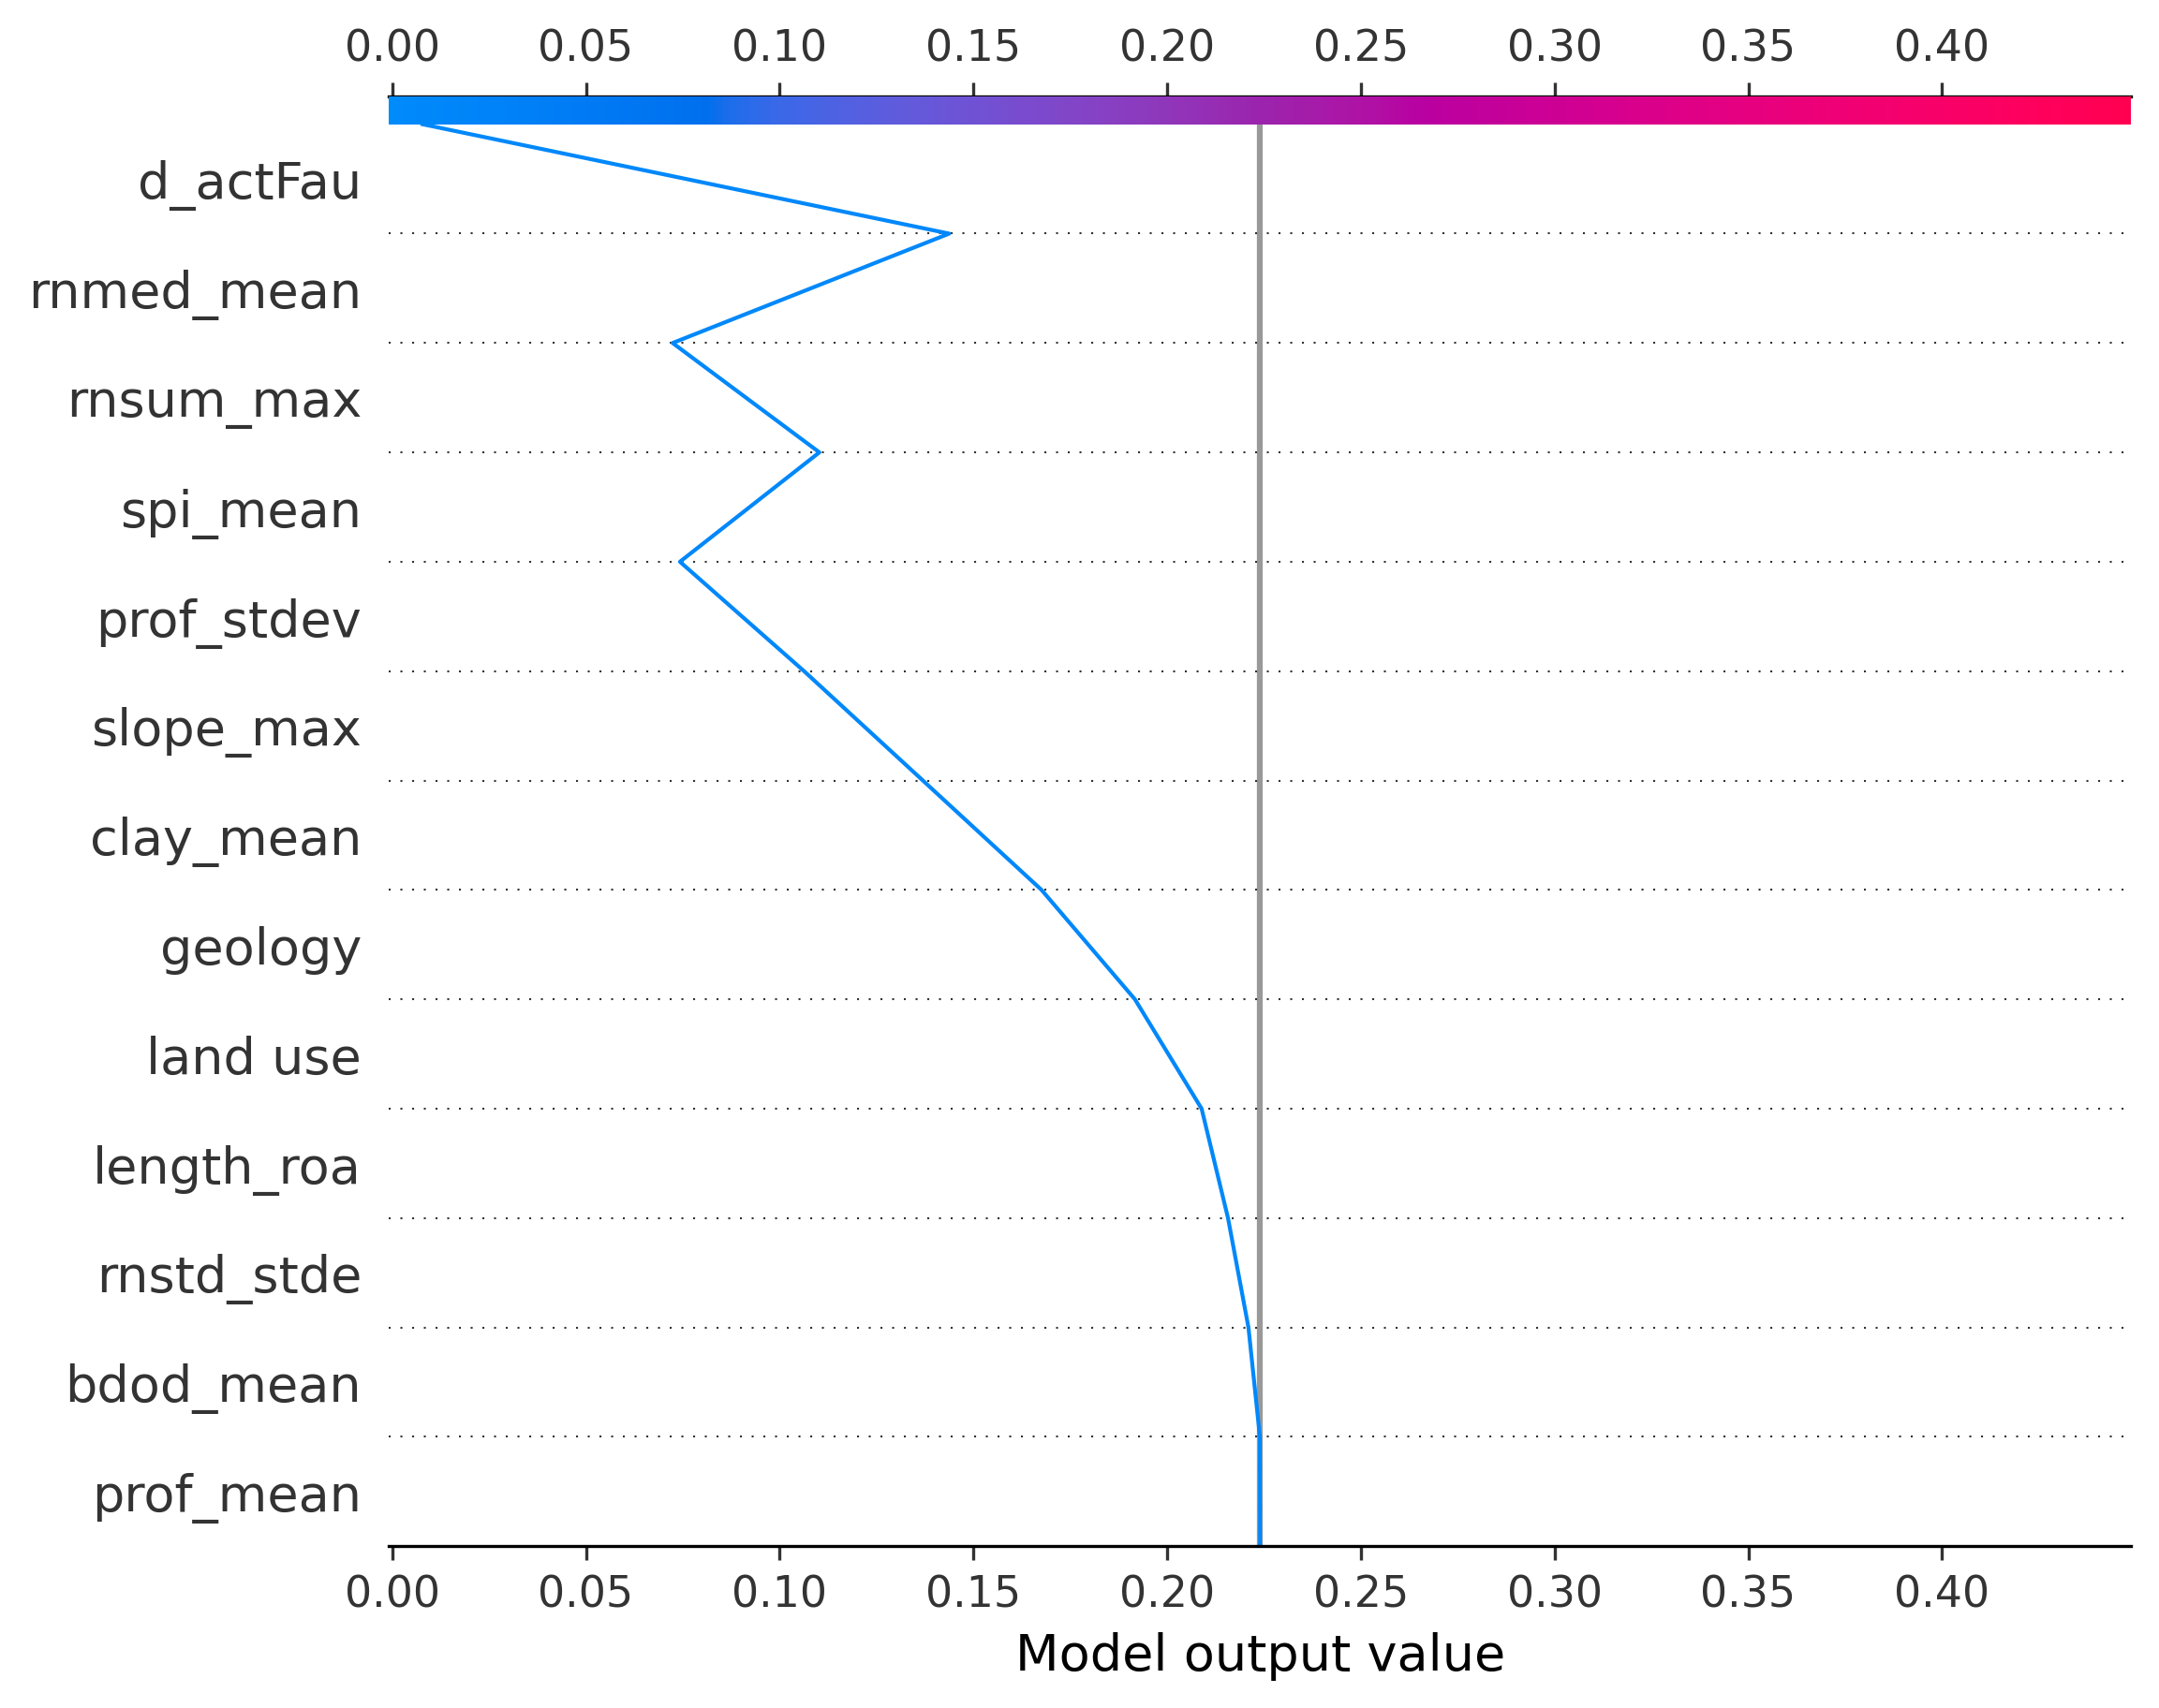 0.00 0.05 0.10 0.15 0.20 0.25 0.30 0.35 0.40
d_actFau
rnmed_mean
rnsum_max
spi_mean
prof_stdev
slope_max
clay_mean
geology
land use
length_roa
rnstd_stde
bdod_mean
prof_mean
0.00 0.05 0.10 0.15 0.20 0.25 0.30 0.35 0.40
Model output value